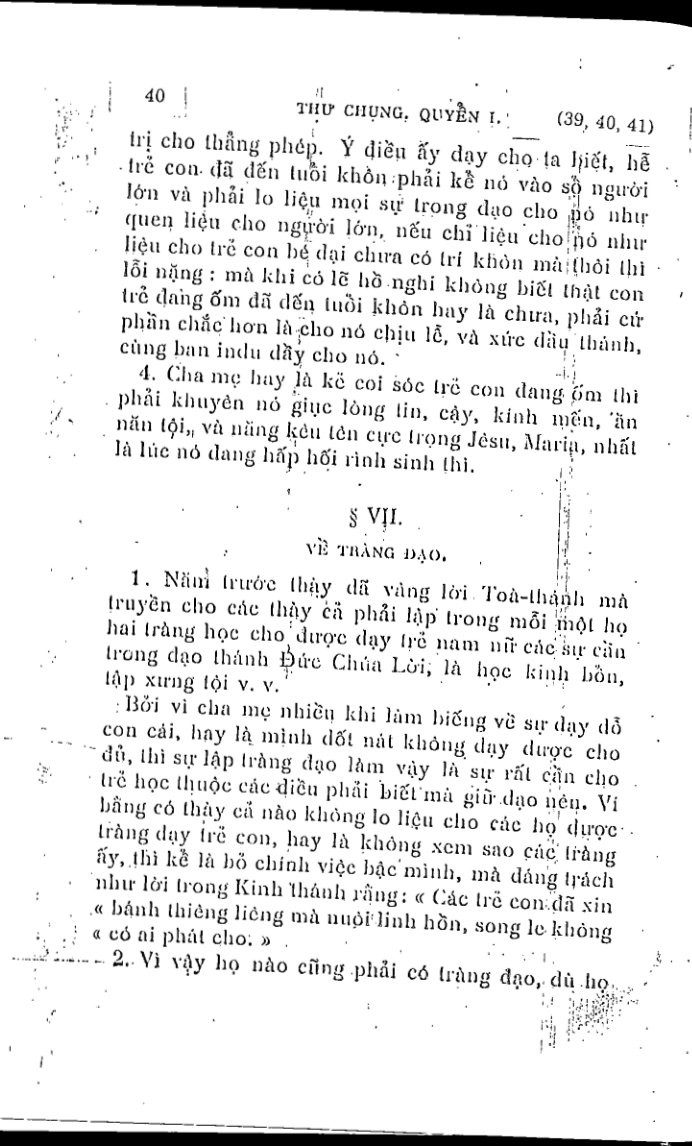 40
THƯ CHỤNG, QUYỂN I.
(39, 40, 41)
trị cho thẳng phép. Ý điều ấy dạy cho ta biết, hễ
trẻ con đã đến tuổi khôn phải kể nó vào số người
lớn và phải lo liệu mọi sự trong đạo cho nó như
quen liệu cho người lớn, nếu chỉ liệu cho nó như
liệu cho trẻ con bé dại chưa có trí khôn mà thôi thì
lỗi nặng : mà khi có lẽ hồ nghi không biết thật con
trẻ đang ốm đã đến tuổi khôn hay là chưa, phải cứ
phần chắc hơn là cho nó chịu lễ, và xức dầu thánh,
cùng ban indu đầy cho nó.
4. Cha mẹ hay là kẻ coi sóc trẻ con đang ốm thì
phải khuyên nó giục lòng tin, cậy, kính mến, ăn
năn tội, và năng kêu tên cực trọng Jêsu, Maria, nhất
là lúc nó đang hấp hối rình sinh thì.
§ VII.
VỀ TRÀNG ĐẠO.
1. Năm trước thày đã vâng lời Toà-thánh mà
truyền cho các thày cả phải lập trong mỗi một họ
hai tràng học cho được dạy trẻ nam nữ các sự cần
trong đạo thánh Đức Chúa Lời, là học kinh bổn,
tập xưng tội v. v.
Bởi vì cha mẹ nhiều khi làm biếng về sự dạy dỗ
con cái, hay là mình dốt nát không dạy được cho
đủ, thì sự lập tràng đạo làm vậy là sự rất cần cho
trẻ học thuộc các điều phải biết mà giữ đạo nên. Ví
bằng có thày cả nào không lo liệu cho các họ được
tràng dạy trẻ con, hay là không xem sao các tràng
ấy, thì kể là bỏ chính việc bậc mình, mà đáng trách
như lời trong Kinh thánh rằng: « Các trẻ con đã xin
« bánh thiêng liêng mà nuôi linh hồn, song le không
« có ai phát cho. »
2. Vì vậy họ nào cũng phải có tràng đạo, dù họ